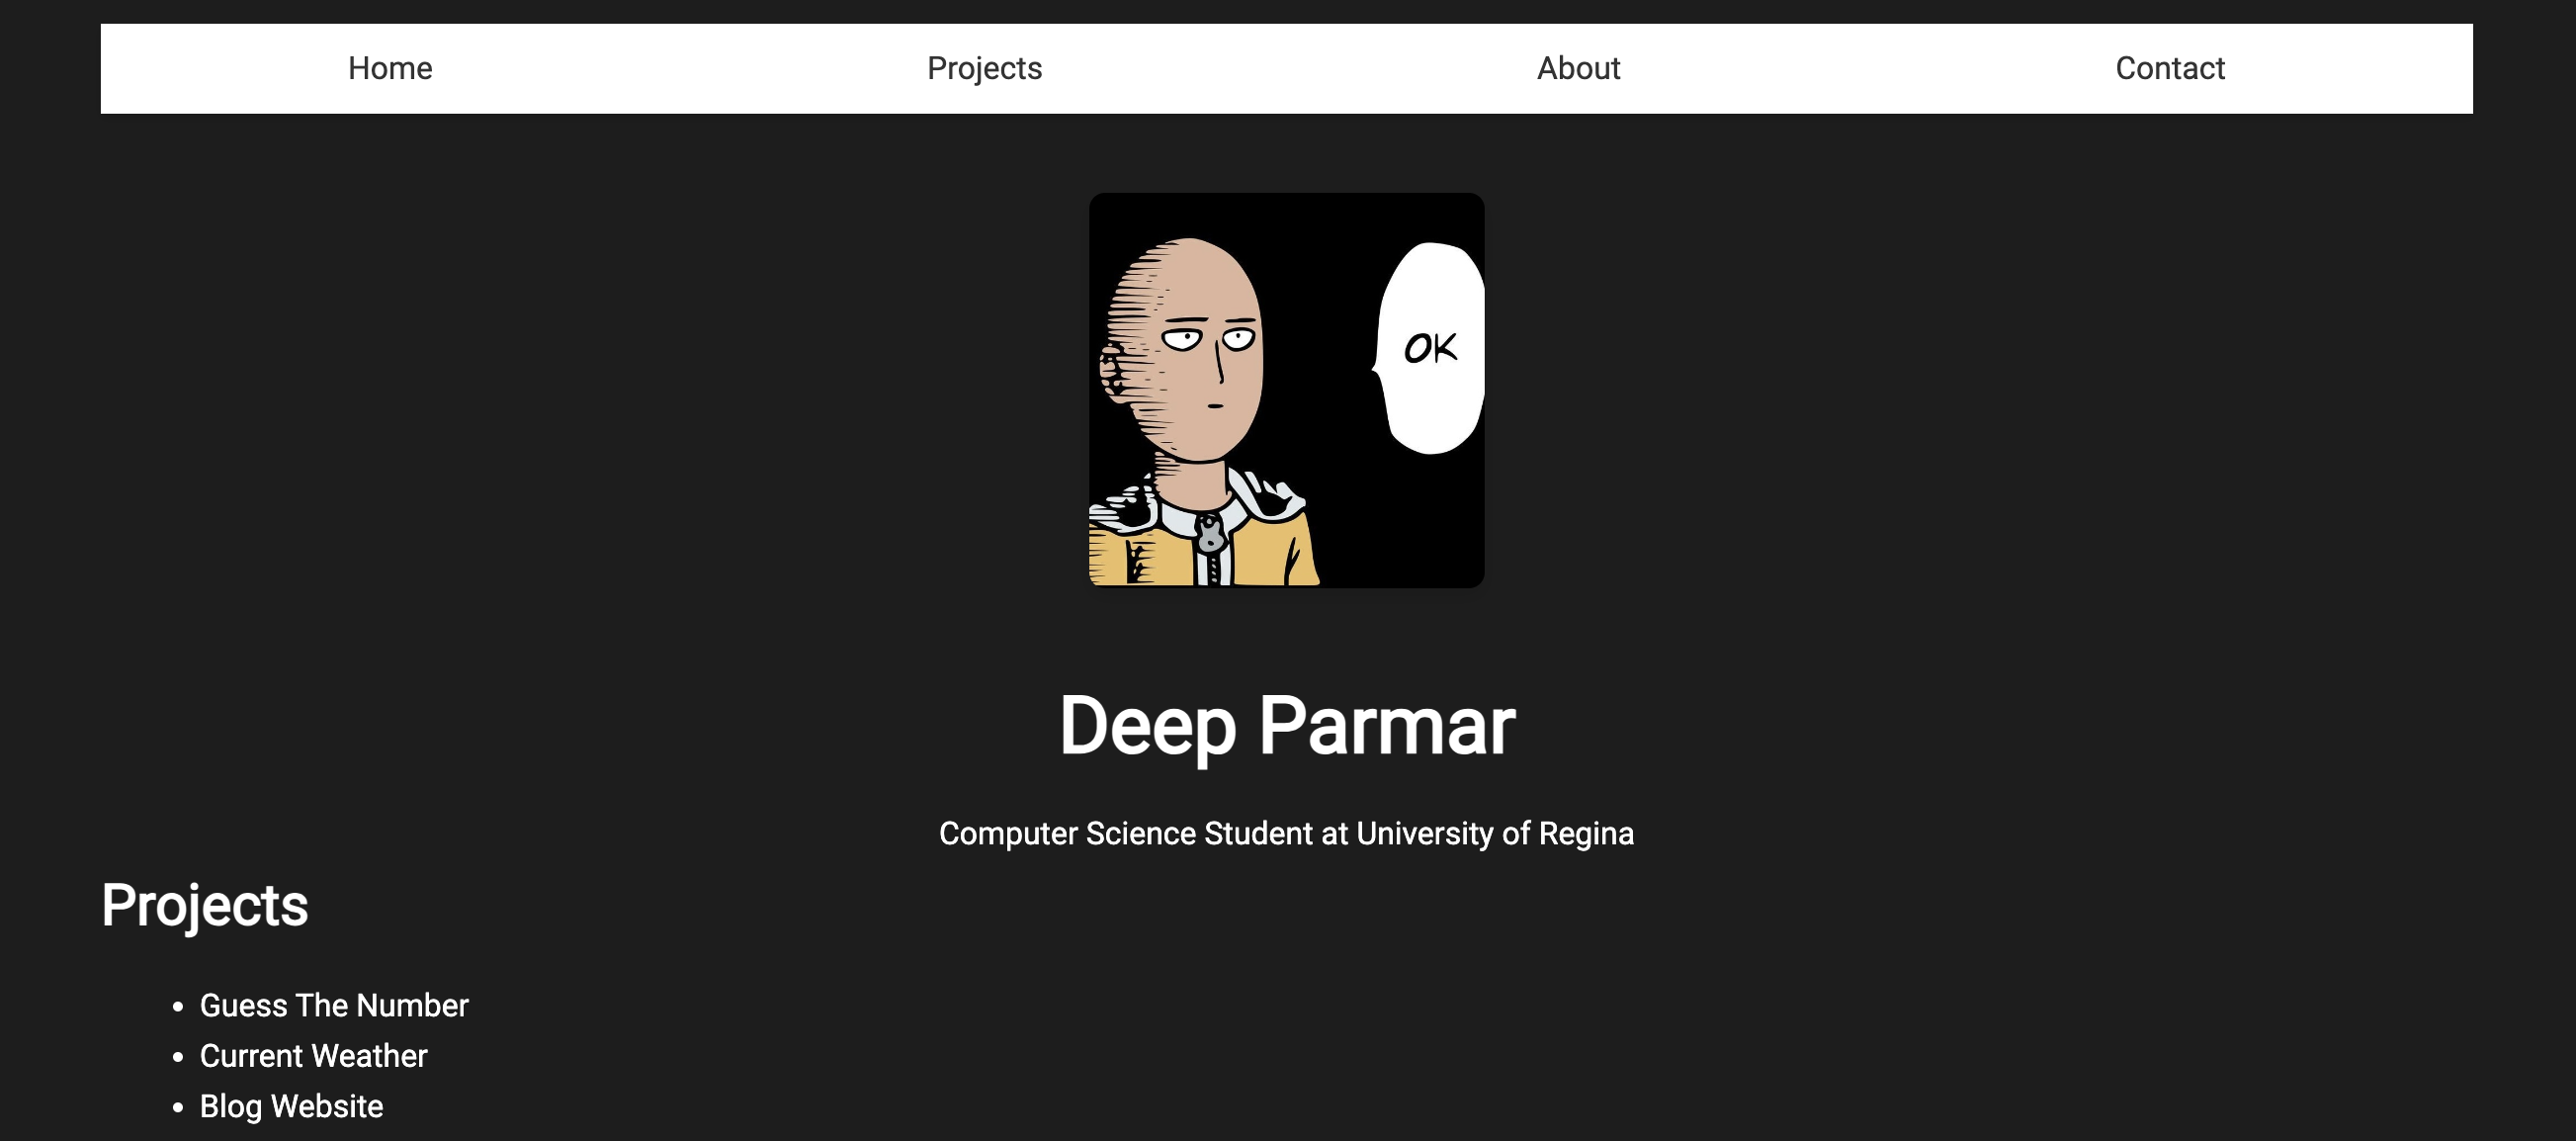 Home Projects About Contact
OK
Deep Parmar
Computer Science Student at University of Regina
Projects
• Guess The Number
• Current Weather
• Blog Website